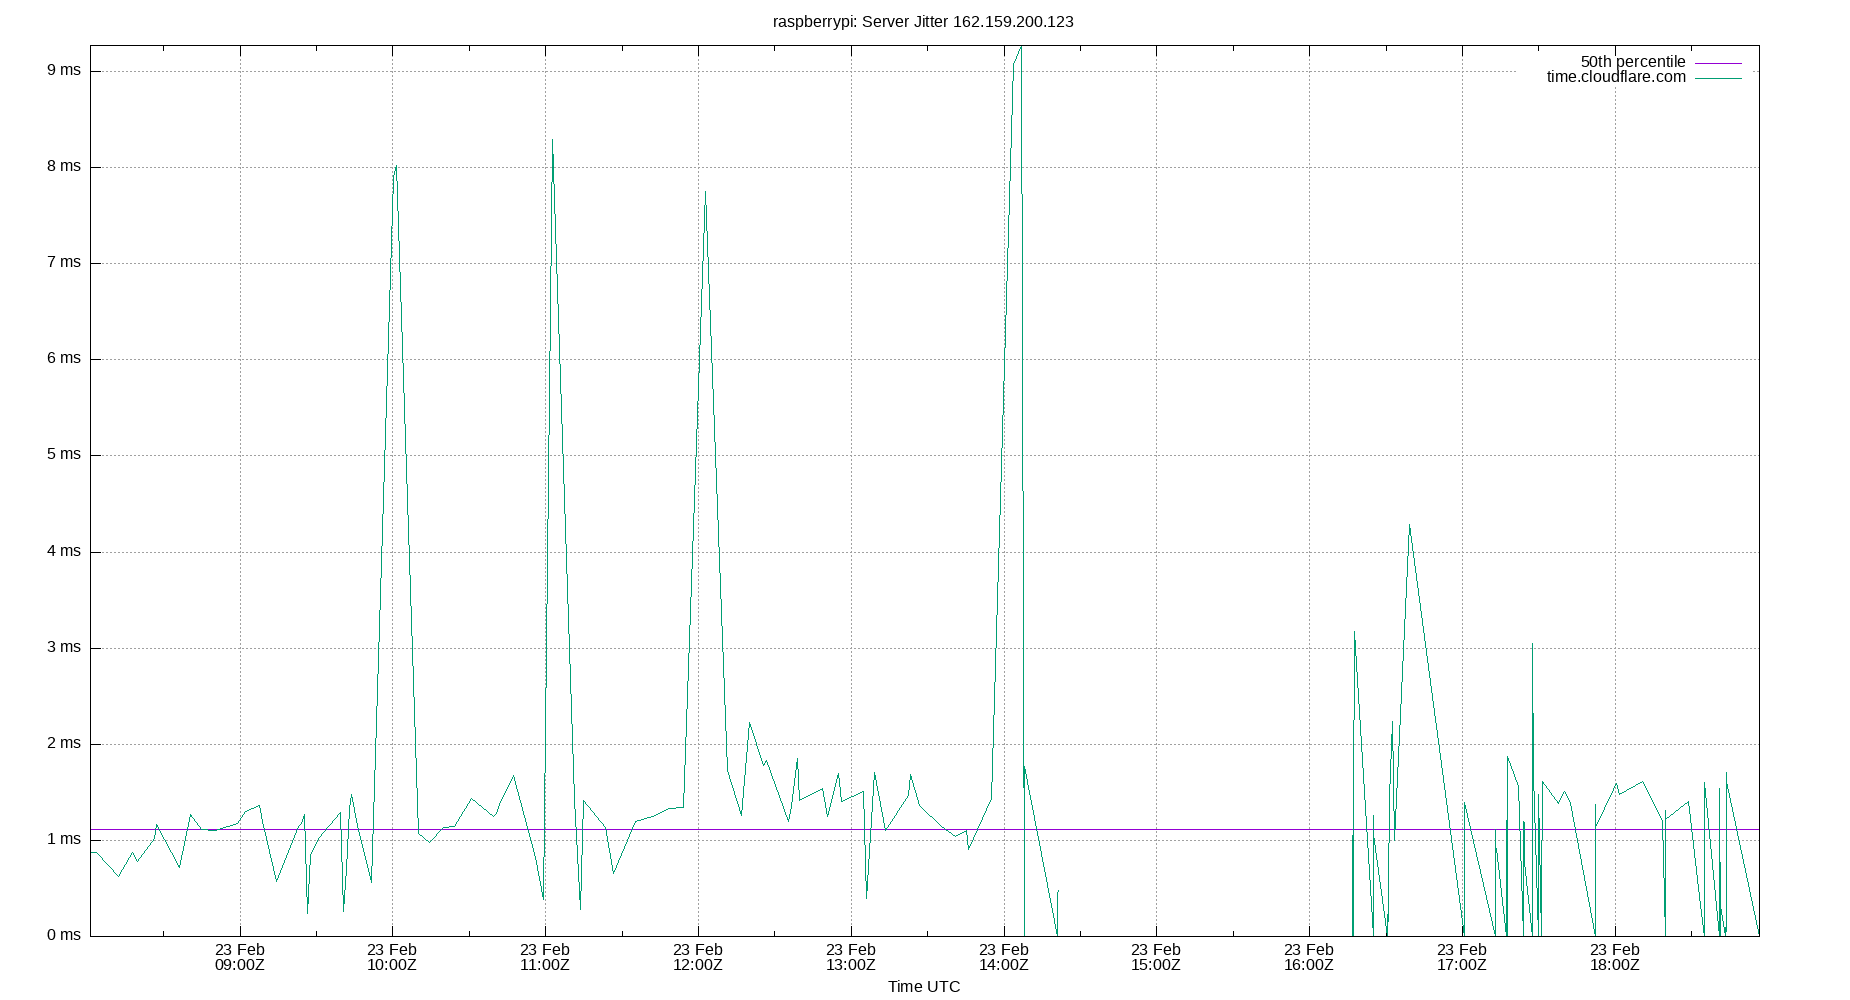 raspberrypi: Server Jitter 162.159.200.123
50th percentile
time.cloudflare.com
9 ms
8 ms
7 ms
6 ms
5 ms
4 ms
3 ms
2 ms
1 ms
0 ms
23 Feb 23 Feb 23 Feb 23 Feb 23 Feb 23 Feb 23 Feb 23 Feb 23 Feb 23 Feb
09:00Z 10:00Z 11:00Z 12:00Z 13:00Z 14:00Z 15:00Z 16:00Z 17:00Z 18:00Z
Time UTC